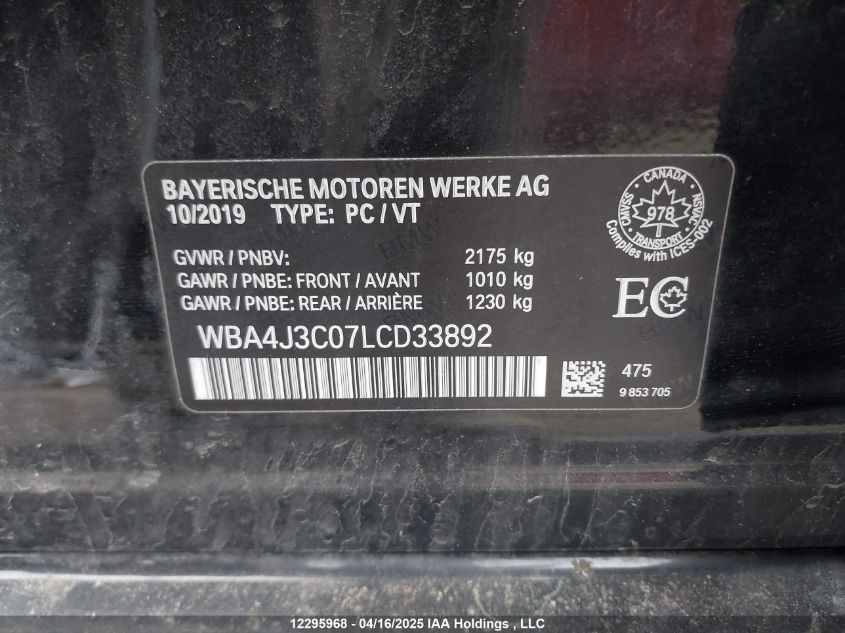 BAYERISCHE MOTOREN WERKE AG
10/2019 TYPE: PC / VT
GVWR / PNBV: 2175 kg
GAWR / PNBE: FRONT / AVANT 1010 kg
GAWR / PNBE: REAR / ARRIÈRE 1230 kg
WBA4J3C07LCD33892
CANADA
CMVSS
978
NSVAC
TRANSPORT
Complies with ICES-002
EC
475
9 853 705
12295968 - 04/16/2025 IAA Holdings , LLC